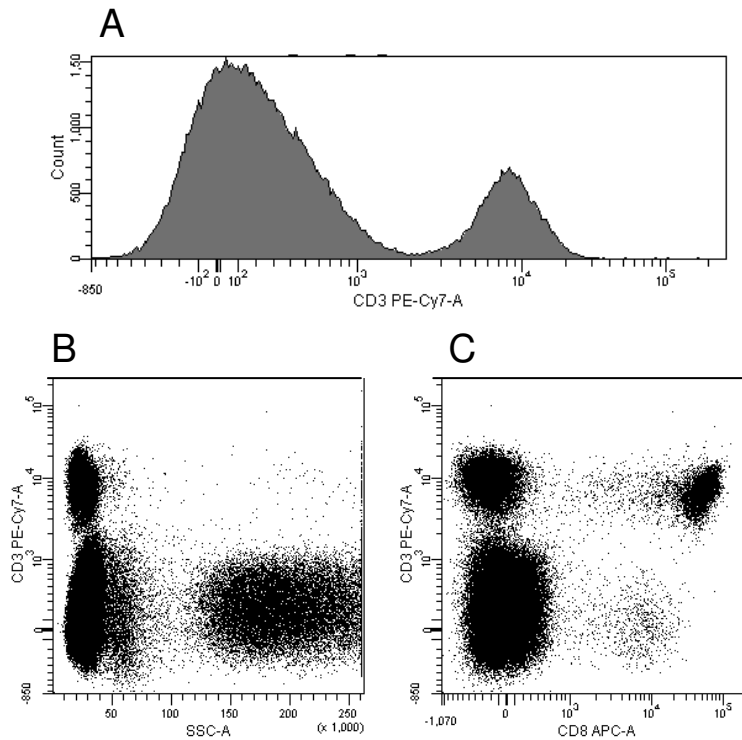 A
1,50
1,000
500
0
Count
-850
-10² 0 10² 10³ 10⁴ 10⁵
CD3 PE-Cy7-A
B
10⁵
10⁴
10³
0
-850
CD3 PE-Cy7-A
50 100 150 200 250
SSC-A (x 1,000)
C
10⁵
10⁴
10³
0
-850
CD3 PE-Cy7-A
-1,070 0 10³ 10⁴ 10⁵
CD8 APC-A